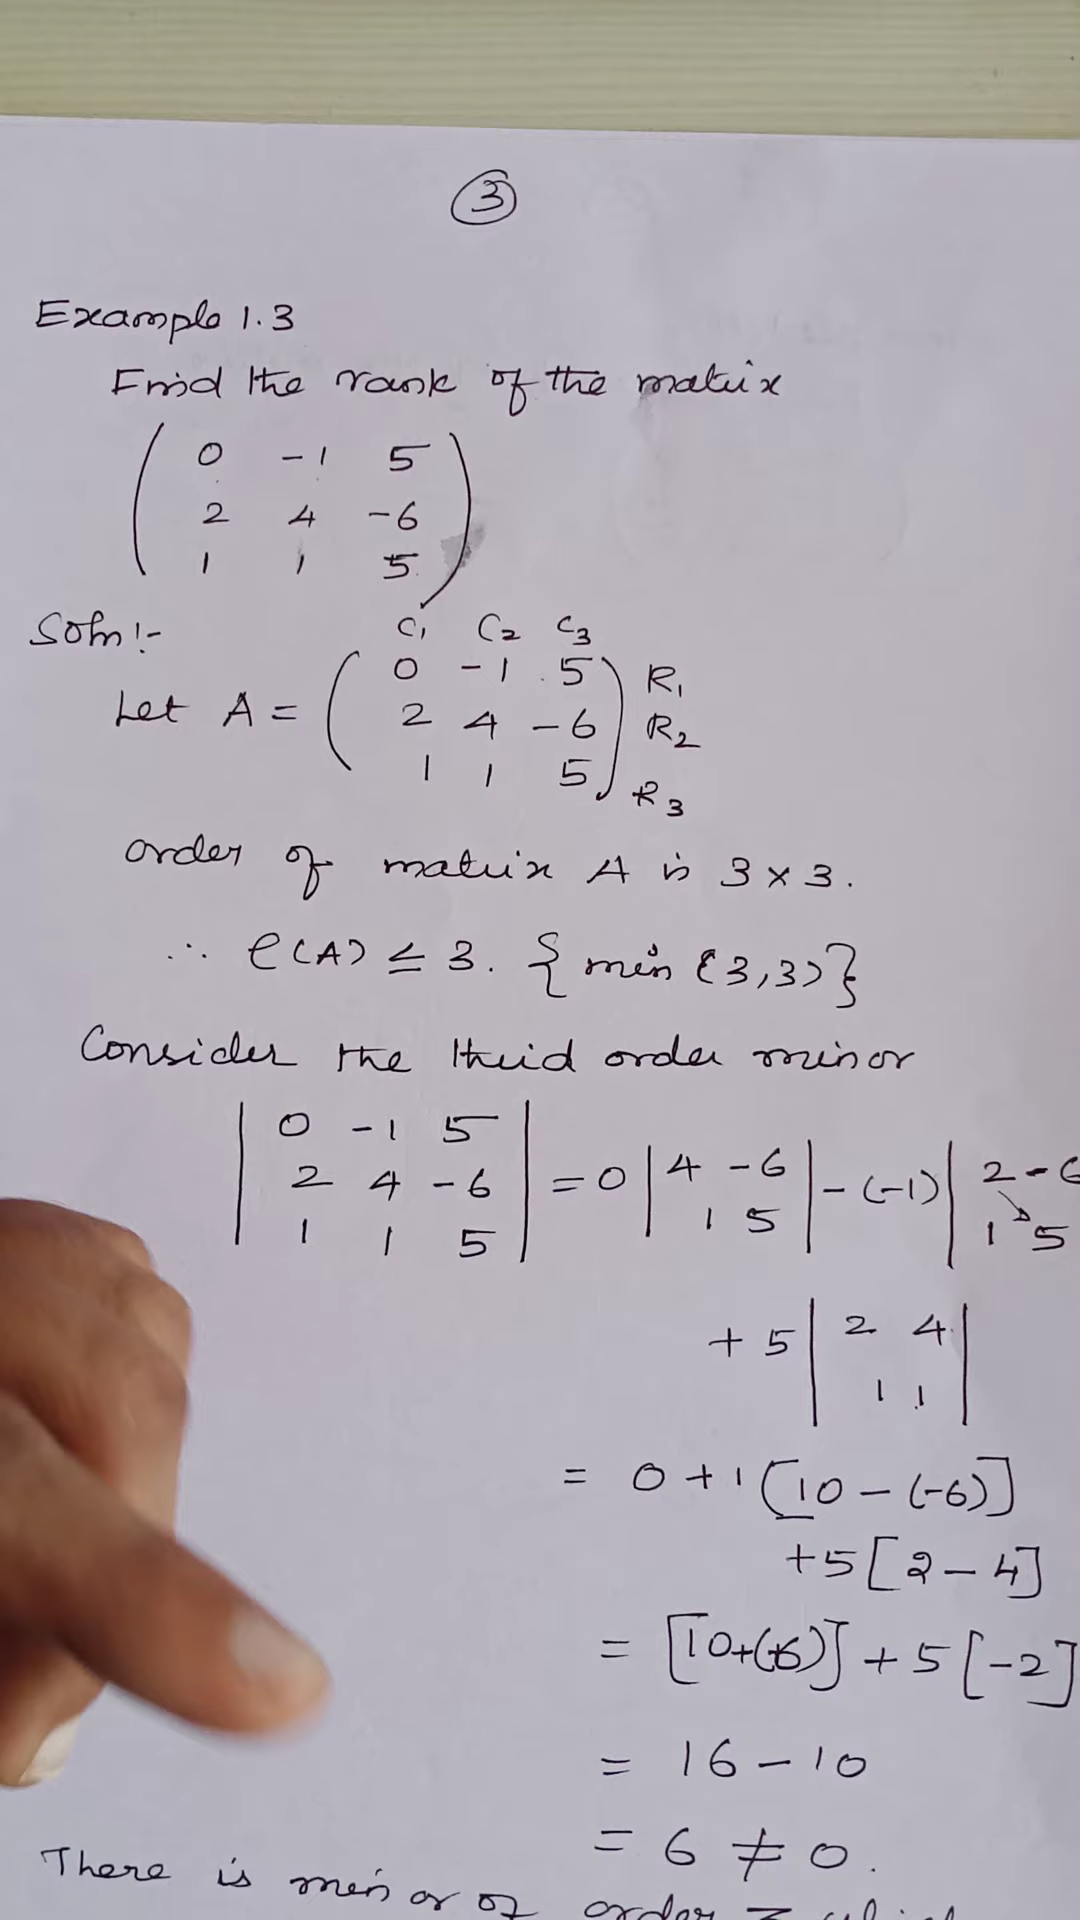 3
Example 1.3
Find the rank of the matrix
( 0 -1 5
2 4 -6
1 1 5 )
Soln:-
C1 C2 C3
Let A = ( 0 -1 5 R1
2 4 -6 R2
1 1 5 ) R3
order of matrix A is 3 × 3.
∴ ρ(A) ≤ 3. { min (3,3)}
Consider the third order minor
| 0 -1 5
2 4 -6
1 1 5 | = 0 | 4 -6
1 5 | - (-1) | 2 -6
1 5
+ 5 | 2 4
1 1 |
= 0 + 1 [10 - (-6)]
+5 [2 - 4]
= [10+(+6)] + 5 [-2]
= 16 - 10
= 6 ≠ 0.
There is minor of order 3 which